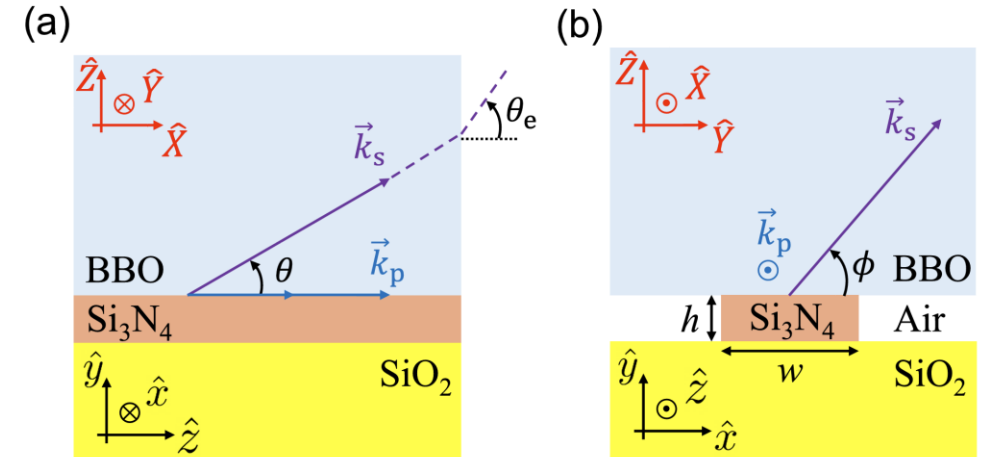 (a)
Ẑ
Ŷ
X̂
θₑ
k⃗ₛ
k⃗ₚ
θ
BBO
Si₃N₄
ŷ
x̂
ẑ
SiO₂
(b)
Ẑ
X̂
Ŷ
k⃗ₛ
k⃗ₚ
ϕ
BBO
h
Si₃N₄
Air
w
ŷ
ẑ
x̂
SiO₂